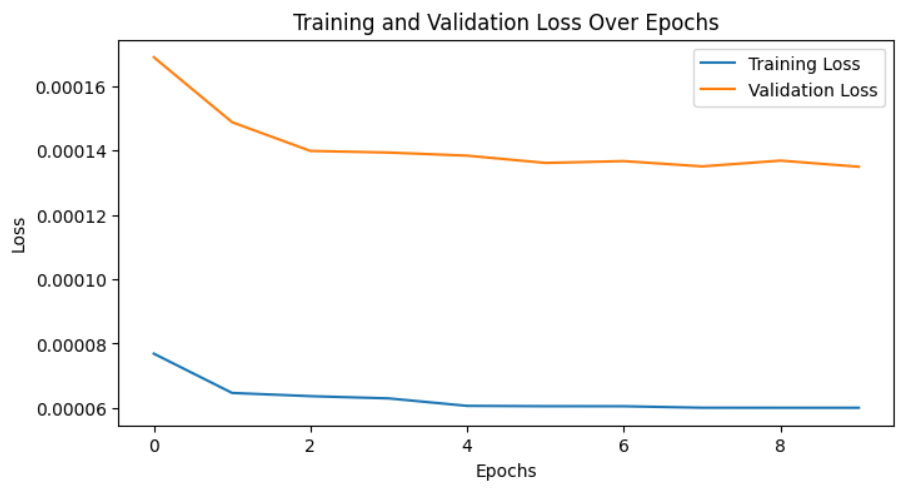 Training and Validation Loss Over Epochs
Training Loss
Validation Loss
0.00016
0.00014
0.00012
0.00010
0.00008
0.00006
Loss
0 2 4 6 8
Epochs